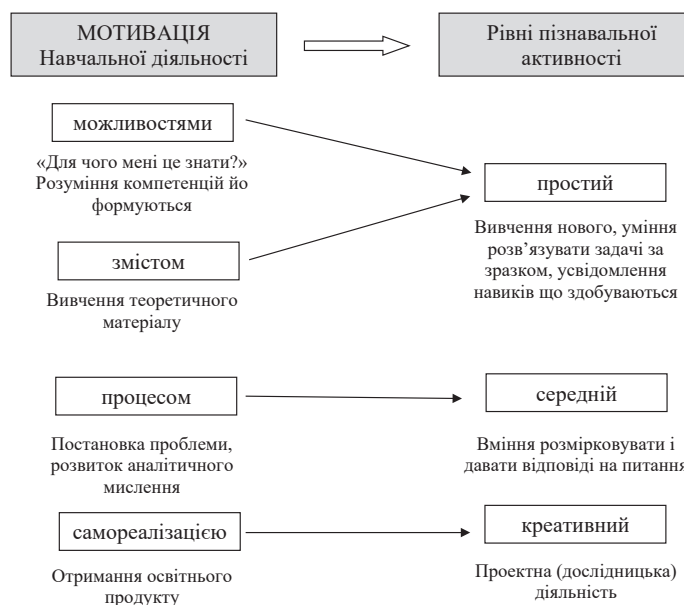 МОТИВАЦІЯ
Навчальної діяльності
Рівні пізнавальної
активності
можливостями
«Для чого мені це знати?»
Розуміння компетенцій йо
формуються
простий
Вивчення нового, уміння
розв’язувати задачі за
зразком, усвідомлення
навиків що здобуваються
змістом
Вивчення теоретичного
матеріалу
процесом
Постановка проблеми,
розвиток аналітичного
мислення
середній
Вміння розмірковувати і
давати відповіді на питання
самореалізацією
Отримання освітнього
продукту
креативний
Проектна (дослідницька)
діяльність